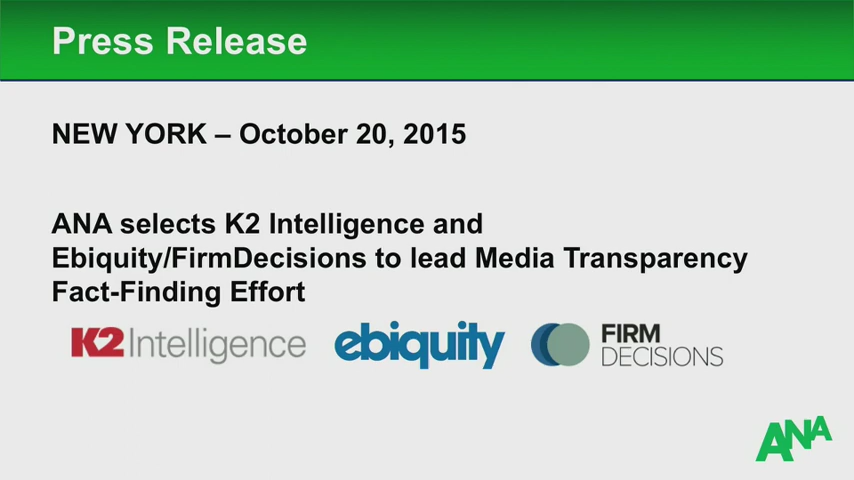 Press Release
NEW YORK – October 20, 2015
ANA selects K2 Intelligence and
Ebiquity/FirmDecisions to lead Media Transparency
Fact-Finding Effort
K2 Intelligence
ebiquity
FIRM
DECISIONS
ANA